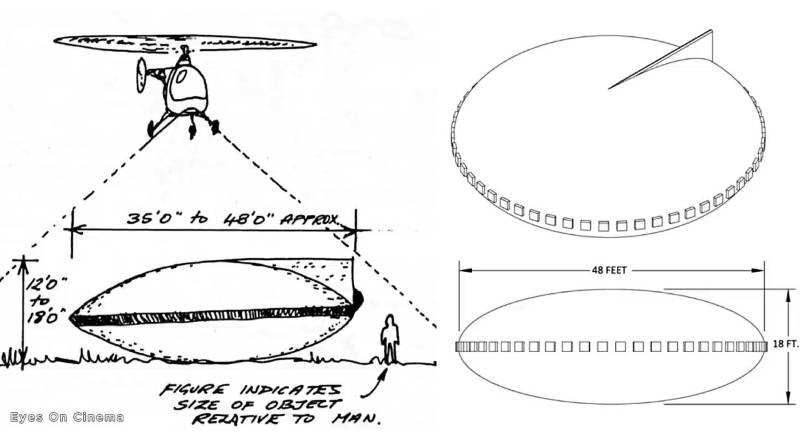 35'0" to 48'0" APPROX.
12'0"
to
18'0"
FIGURE INDICATES
SIZE OF OBJECT
RELATIVE TO MAN.
Eyes On Cinema
48 FEET
18 FT.